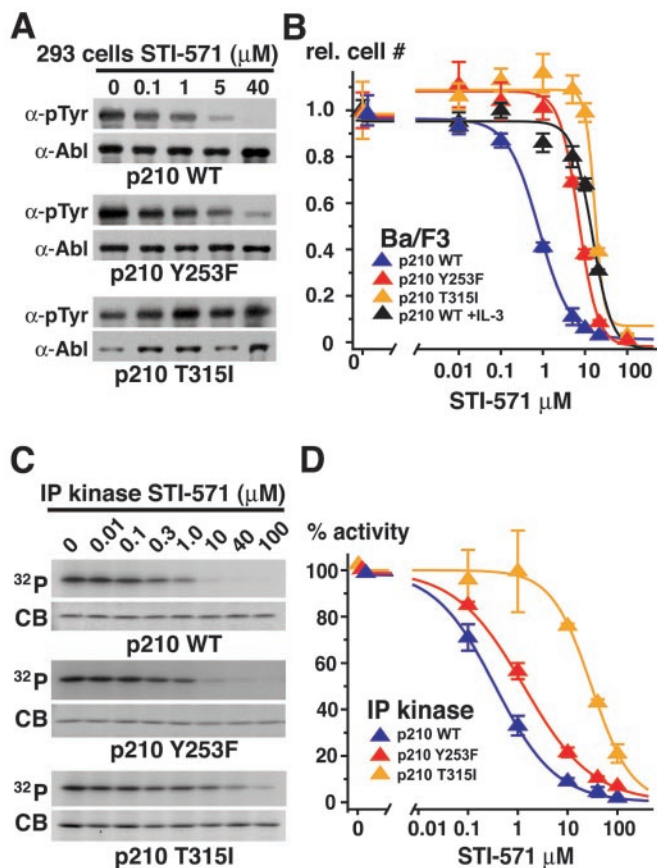 A
293 cells STI-571 (µM)
0 0.1 1 5 40
α-pTyr
α-Abl
p210 WT
α-pTyr
α-Abl
p210 Y253F
α-pTyr
α-Abl
p210 T315I
B
rel. cell #
1.0
0.8
0.6
0.4
0.2
0
Ba/F3
p210 WT
p210 Y253F
p210 T315I
p210 WT +IL-3
0 0.01 0.1 1 10 100
STI-571 µM
C
IP kinase STI-571 (µM)
0 0.01 0.1 0.3 1.0 10 40 100
32P
CB
p210 WT
32P
CB
p210 Y253F
32P
CB
p210 T315I
D
% activity
100
80
60
40
20
0
IP kinase
p210 WT
p210 Y253F
p210 T315I
0 0.01 0.1 1 10 100
STI-571 µM